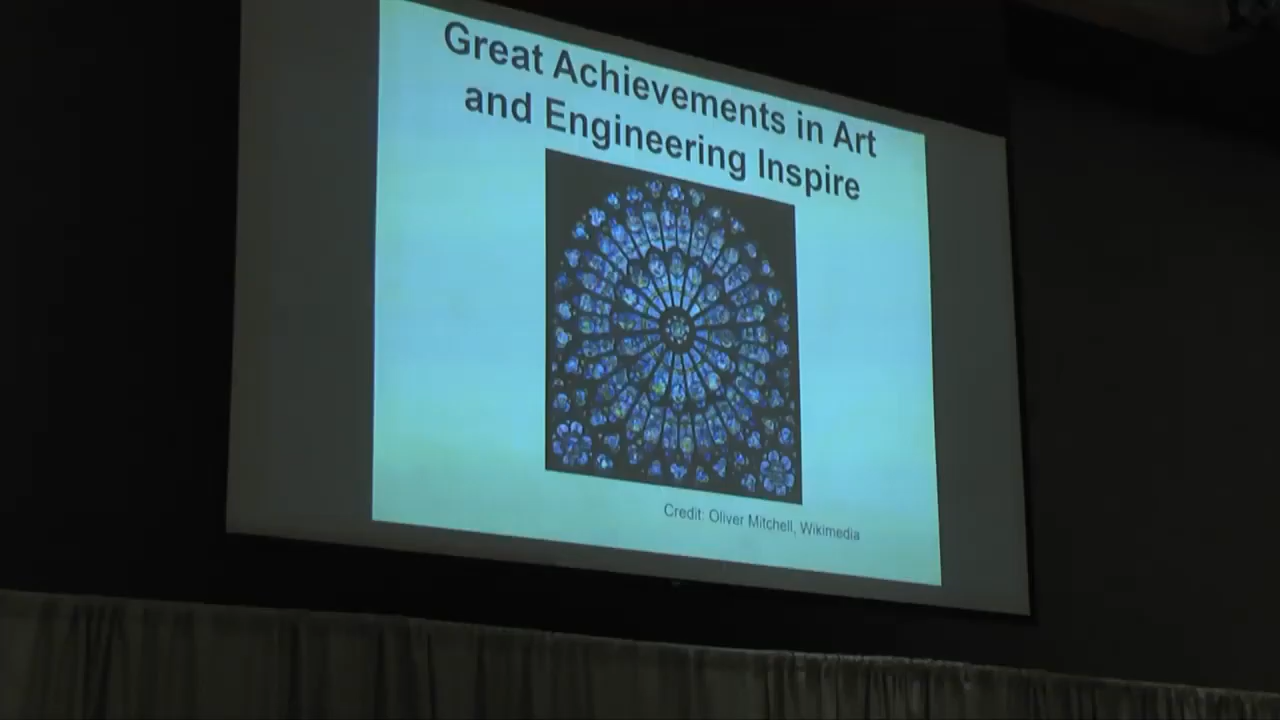 Great Achievements in Art
and Engineering Inspire
Credit: Oliver Mitchell, Wikimedia